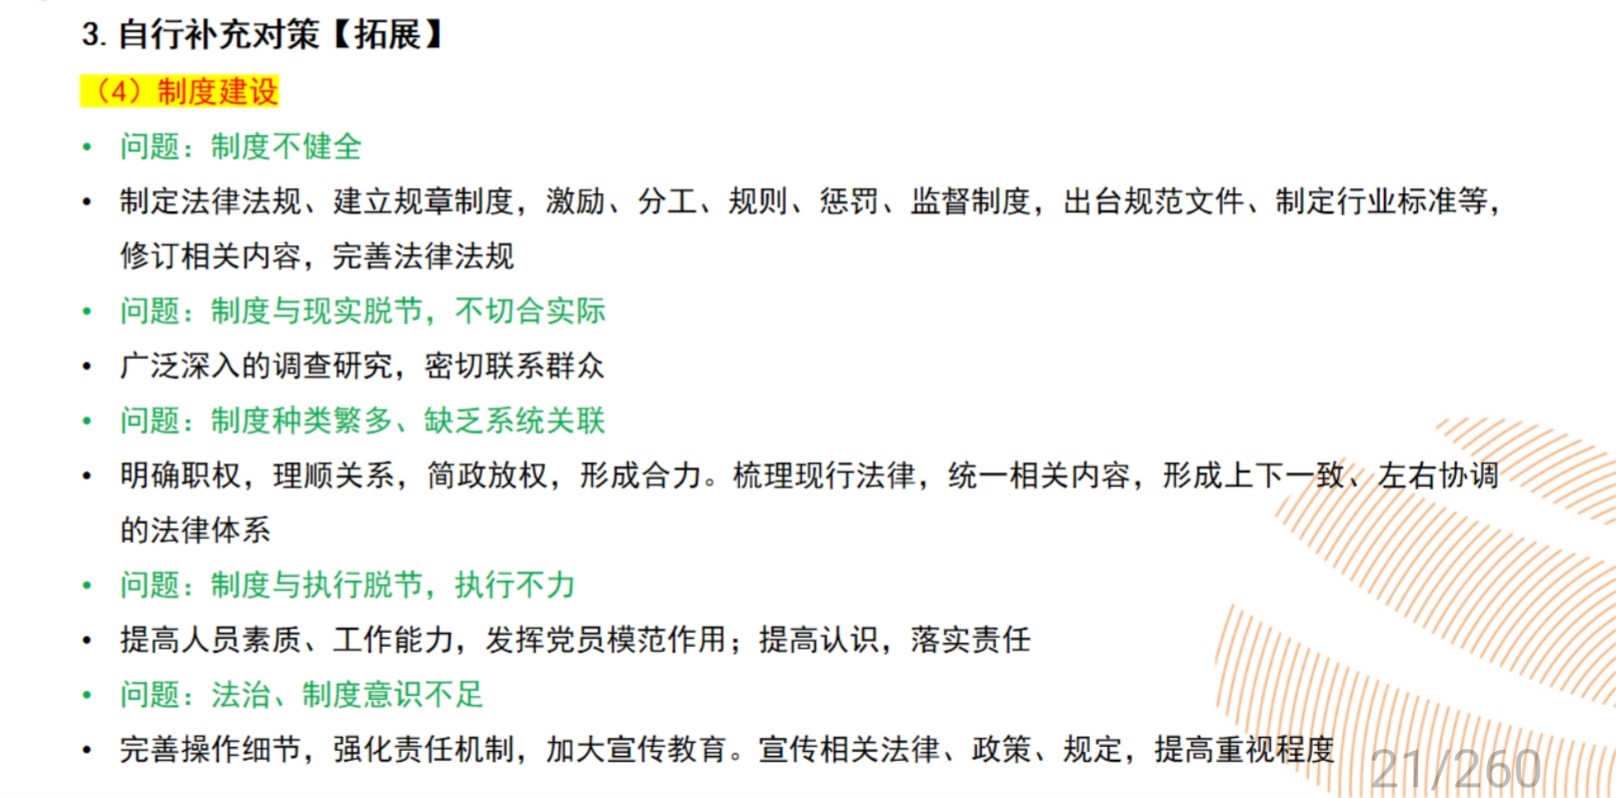 3. 自行补充对策【拓展】
（4）制度建设
• 问题：制度不健全
• 制定法律法规、建立规章制度，激励、分工、规则、惩罚、监督制度，出台规范文件、制定行业标准等，
修订相关内容，完善法律法规
• 问题：制度与现实脱节，不切合实际
• 广泛深入的调查研究，密切联系群众
• 问题：制度种类繁多、缺乏系统关联
• 明确职权，理顺关系，简政放权，形成合力。梳理现行法律，统一相关内容，形成上下一致、左右协调
的法律体系
• 问题：制度与执行脱节，执行不力
• 提高人员素质、工作能力，发挥党员模范作用；提高认识，落实责任
• 问题：法治、制度意识不足
• 完善操作细节，强化责任机制，加大宣传教育。宣传相关法律、政策、规定，提高重视程度
21/260